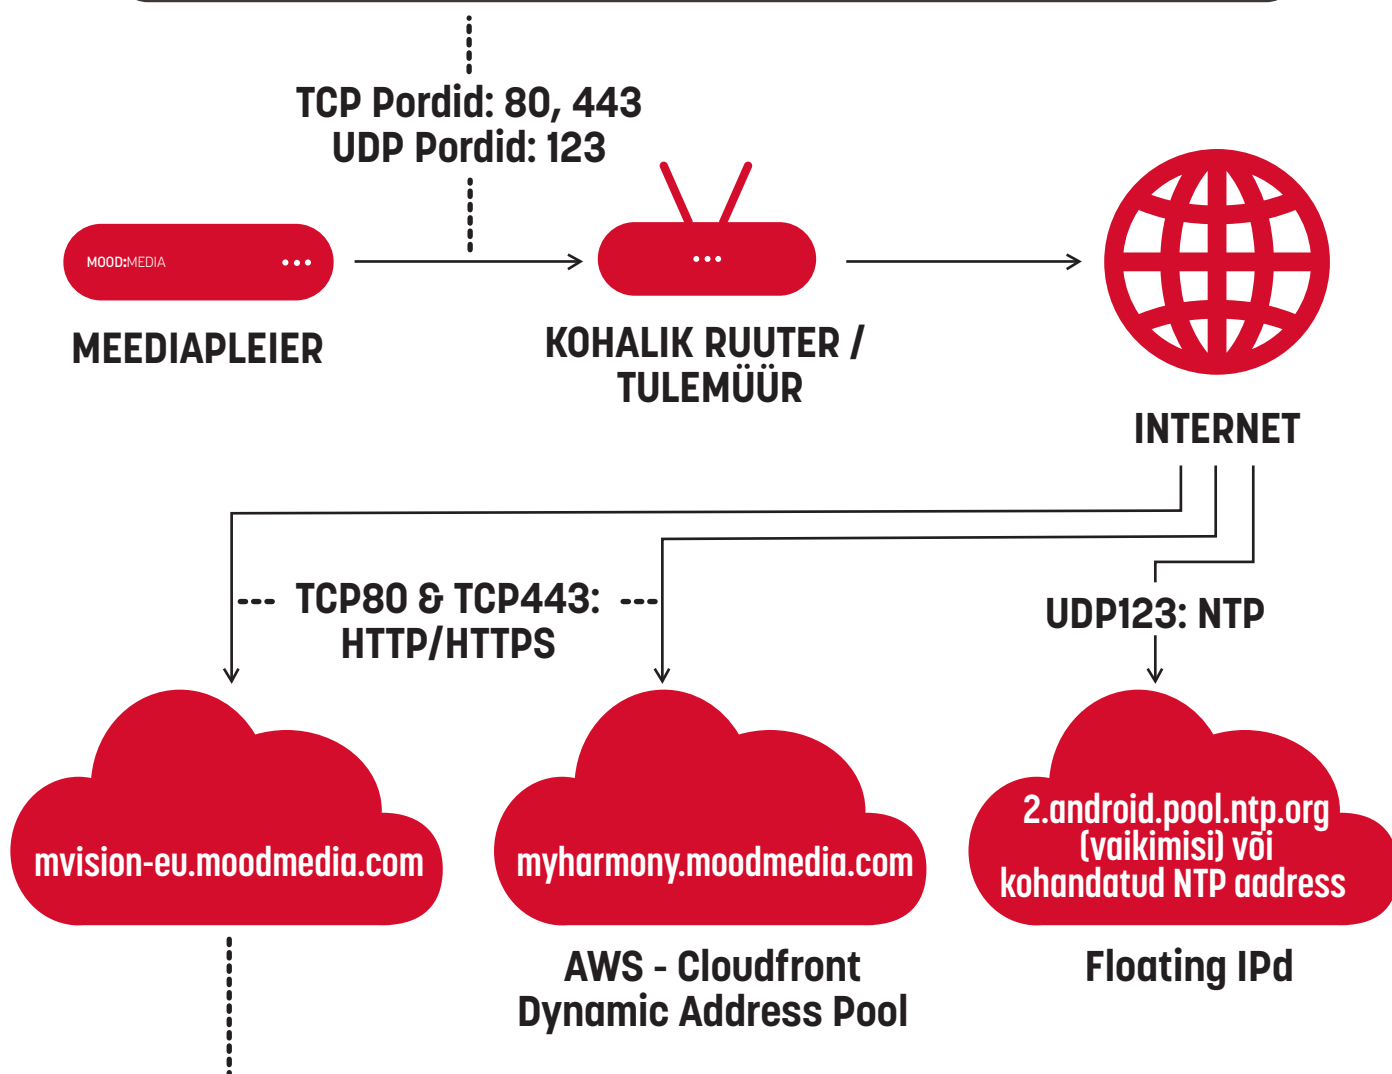 TCP Pordid: 80, 443
UDP Pordid: 123
MOOD:MEDIA
MEEDIAPLEIER
KOHALIK RUUTER /
TULEMÜÜR
INTERNET
TCP80 & TCP443:
HTTP/HTTPS
UDP123: NTP
mvision-eu.moodmedia.com
myharmony.moodmedia.com
2.android.pool.ntp.org
(vaikimisi) või
kohandatud NTP aadress
AWS - Cloudfront
Dynamic Address Pool
Floating IPd